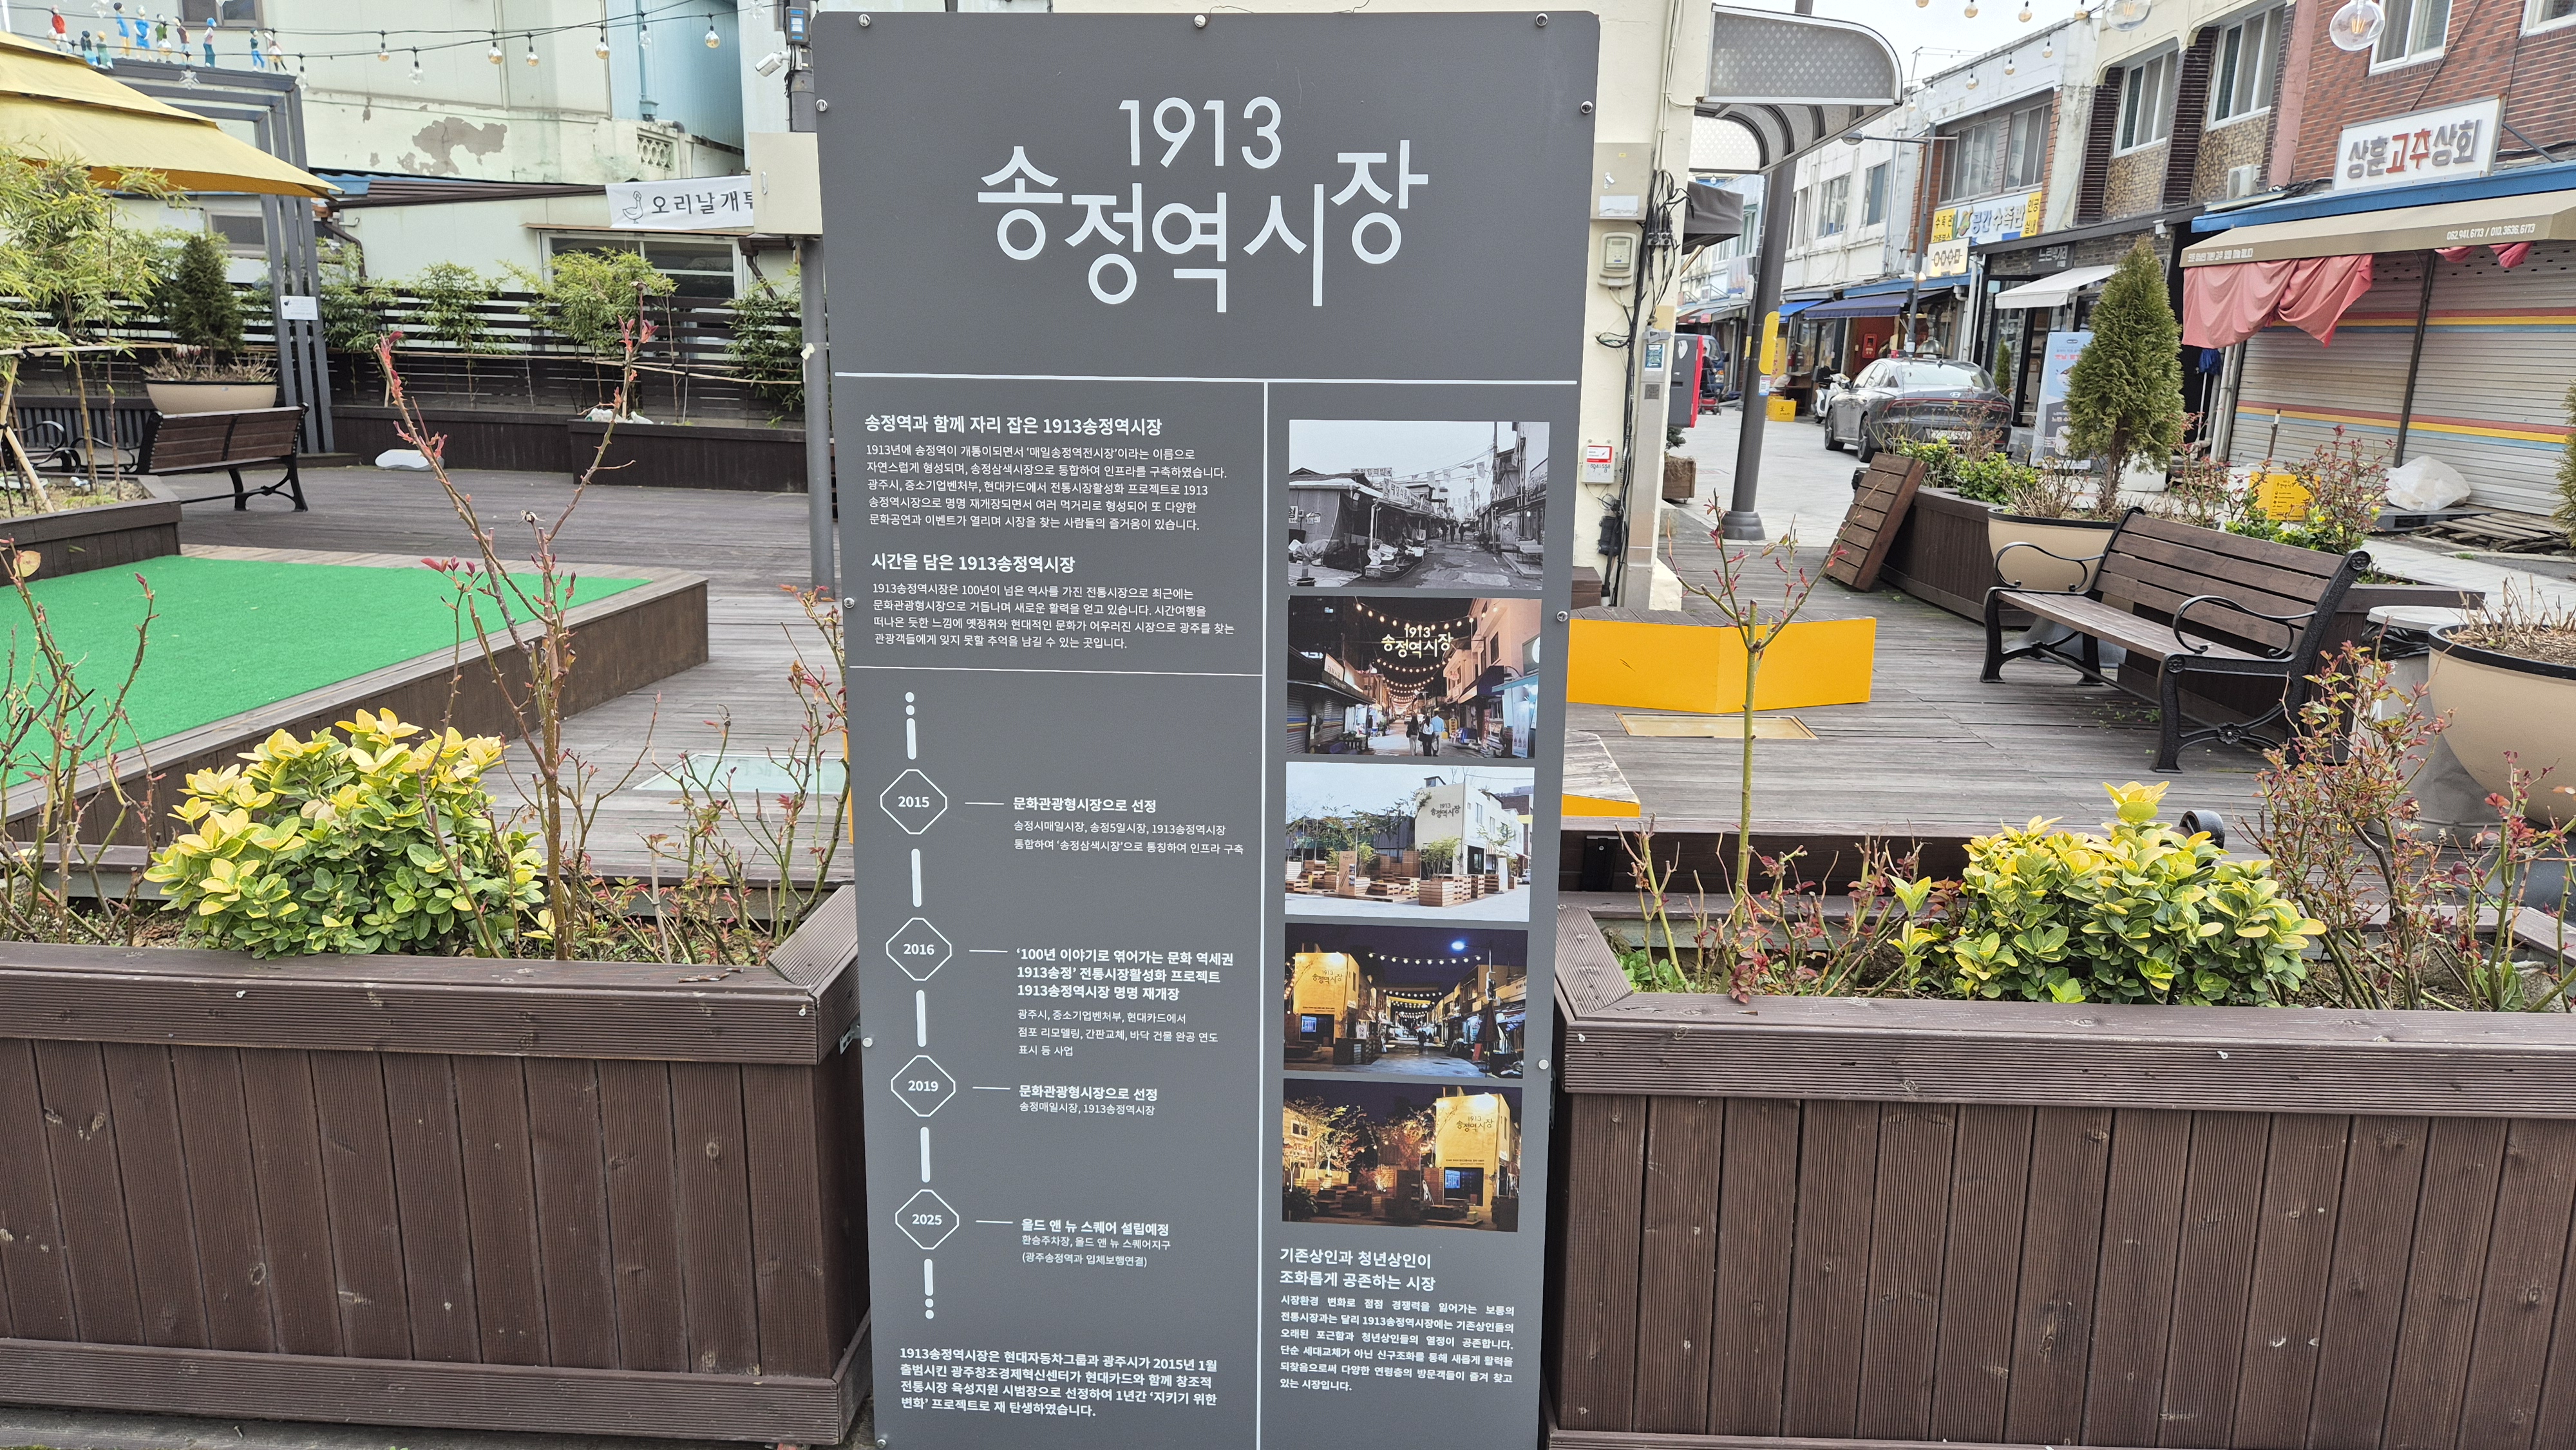 1913
송정역시장
송정역과 함께 자리 잡은 1913송정역시장
1913년에 송정역이 개통이되면서 '매일송정역전시장'이라는 이름으로
자연스럽게 형성되며, 송정삼색시장으로 통합하여 인프라를 구축하였습니다.
광주시, 중소기업벤처부, 현대카드에서 전통시장활성화 프로젝트로 1913
송정역시장으로 명명 재개장되면서 여러 먹거리로 형성되어 또 다양한
문화공연과 이벤트가 열리며 시장을 찾는 사람들의 즐거움이 있습니다.
시간을 담은 1913송정역시장
1913송정역시장은 100년이 넘은 역사를 가진 전통시장으로 최근에는
문화관광형시장으로 거듭나며 새로운 활력을 얻고 있습니다. 시간여행을
떠나온 듯한 느낌에 옛정취와 현대적인 문화가 어우러진 시장으로 광주를 찾는
관광객들에게 잊지 못할 추억을 남길 수 있는 곳입니다.
2015
문화관광형시장으로 선정
송정시매일시장, 송정5일시장, 1913송정역시장
통합하여 '송정삼색시장'으로 통칭하여 인프라 구축
2016
'100년 이야기로 엮어가는 문화 역세권
1913송정' 전통시장활성화 프로젝트
1913송정역시장 명명 재개장
광주시, 중소기업벤처부, 현대카드에서
점포 리모델링, 간판교체, 바닥 건물 완공 연도
표시 등 사업
2019
문화관광형시장으로 선정
송정매일시장, 1913송정역시장
2025
올드 앤 뉴 스퀘어 설립예정
환승주차장, 올드 앤 뉴 스퀘어지구
(광주송정역과 입체보행연결)
1913송정역시장은 현대자동차그룹과 광주시가 2015년 1월
출범시킨 광주창조경제혁신센터가 현대카드와 함께 창조적
전통시장 육성지원 시범장으로 선정하여 1년간 '지키기 위한
변화' 프로젝트로 재 탄생하였습니다.
1913
송정역시장
1913
송정역시장
1913
송정역시장
기존상인과 청년상인이
조화롭게 공존하는 시장
시장환경 변화로 점점 경쟁력을 잃어가는 보통의
전통시장과는 달리 1913송정역시장에는 기존상인들의
오래된 포근함과 청년상인들의 열정이 공존합니다.
단순 세대교체가 아닌 신구조화를 통해 새롭게 활력을
되찾음으로써 다양한 연령층의 방문객들이 즐겨 찾고
있는 시장입니다.
오리날개튀
상훈고추상회
062.941.6173 / 010.3636.6173